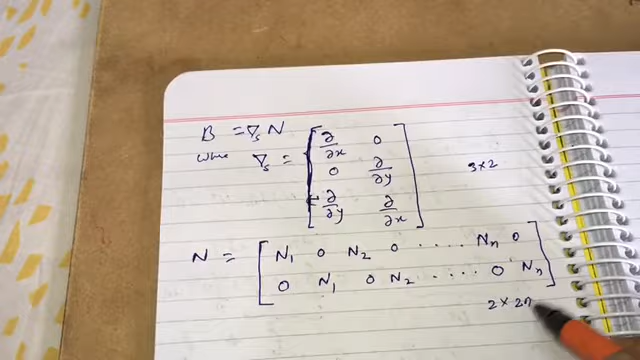 B = ∇ₛ N
where ∇ₛ = [ ∂/∂x 0
0 ∂/∂y
∂/∂y ∂/∂x ] 3×2
N = [ N₁ 0 N₂ 0 .... Nₙ 0
0 N₁ 0 N₂ ..... 0 Nₙ ]
2 × 2n